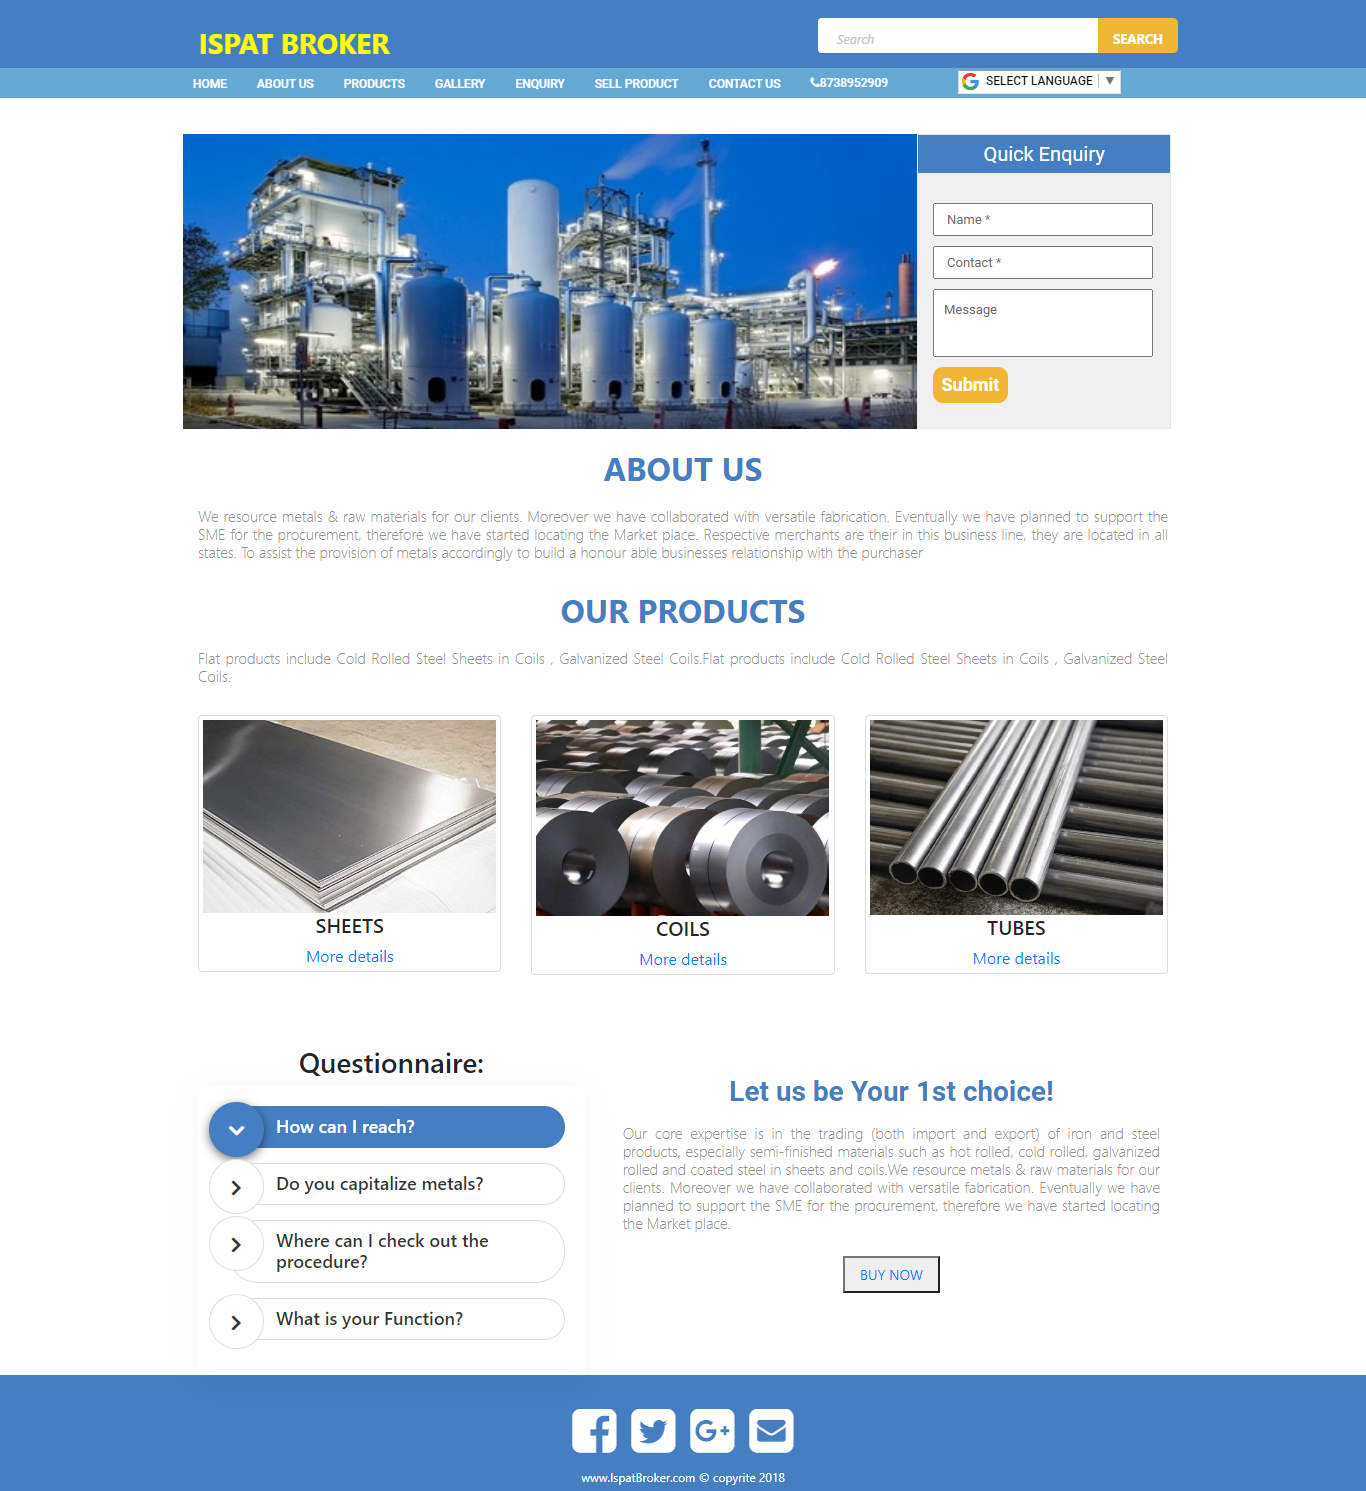 ISPAT BROKER
Search
SEARCH
HOME
ABOUT US
PRODUCTS
GALLERY
ENQUIRY
SELL PRODUCT
CONTACT US
8738952909
SELECT LANGUAGE ▼
Quick Enquiry
Name *
Contact *
Message
Submit
ABOUT US
We resource metals & raw materials for our clients. Moreover we have collaborated with versatile fabrication. Eventually we have planned to support the
SME for the procurement, therefore we have started locating the Market place. Respective merchants are their in this business line, they are located in all
states. To assist the provision of metals accordingly to build a honour able businesses relationship with the purchaser
OUR PRODUCTS
Flat products include Cold Rolled Steel Sheets in Coils , Galvanized Steel Coils.Flat products include Cold Rolled Steel Sheets in Coils , Galvanized Steel
Coils.
SHEETS
More details
COILS
More details
TUBES
More details
Questionnaire:
How can I reach?
Do you capitalize metals?
Where can I check out the
procedure?
What is your Function?
Let us be Your 1st choice!
Our core expertise is in the trading (both import and export) of iron and steel
products, especially semi-finished materials such as hot rolled, cold rolled, galvanized
rolled and coated steel in sheets and coils.We resource metals & raw materials for our
clients. Moreover we have collaborated with versatile fabrication. Eventually we have
planned to support the SME for the procurement, therefore we have started locating
the Market place.
BUY NOW
www.IspatBroker.com © copyrite 2018